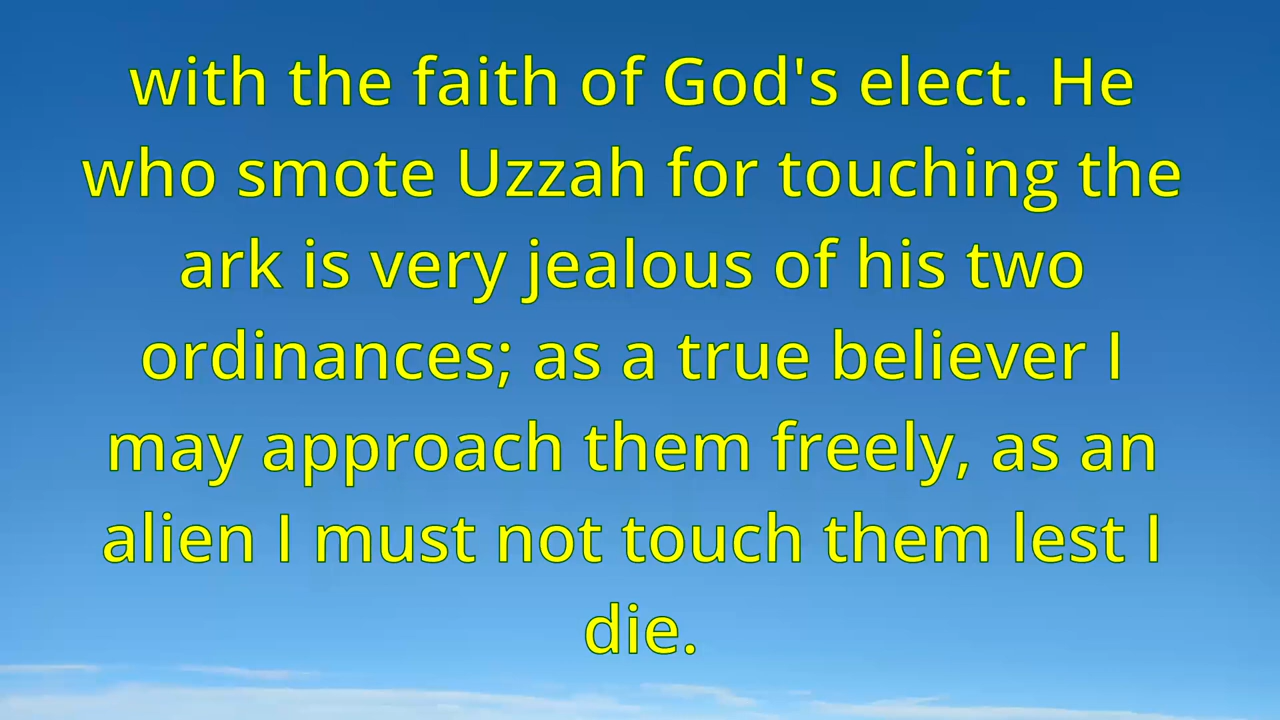 with the faith of God's elect. He
who smote Uzzah for touching the
ark is very jealous of his two
ordinances; as a true believer I
may approach them freely, as an
alien I must not touch them lest I
die.